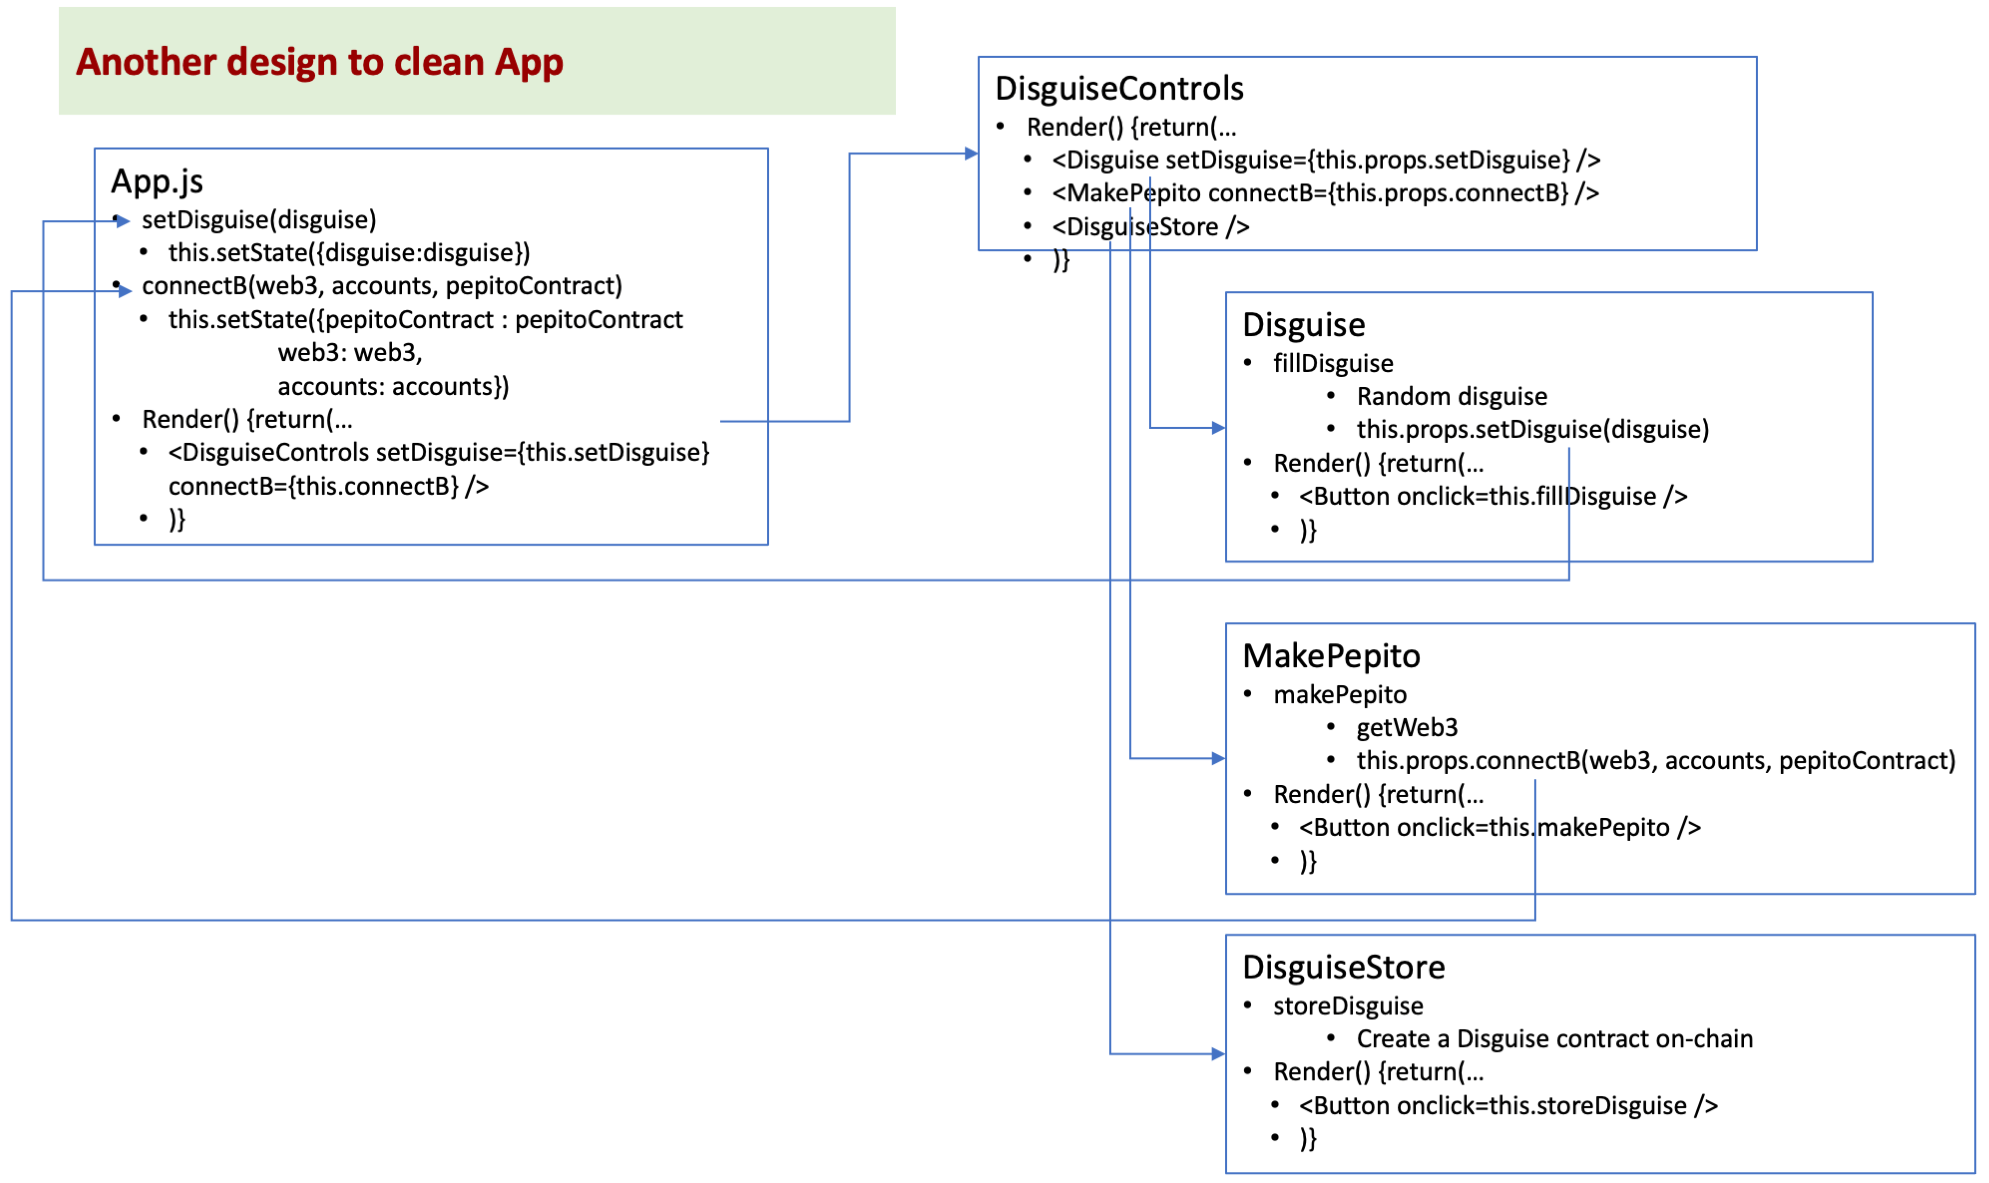 Another design to clean App
App.js
• setDisguise(disguise)
• this.setState({disguise:disguise})
• connectB(web3, accounts, pepitoContract)
• this.setState({pepitoContract : pepitoContract
web3: web3,
accounts: accounts})
• Render() {return(…
• <DisguiseControls setDisguise={this.setDisguise}
connectB={this.connectB} />
• )}
DisguiseControls
• Render() {return(…
• <Disguise setDisguise={this.props.setDisguise} />
• <MakePepito connectB={this.props.connectB} />
• <DisguiseStore />
• )}
Disguise
• fillDisguise
• Random disguise
• this.props.setDisguise(disguise)
• Render() {return(…
• <Button onclick=this.fillDisguise />
• )}
MakePepito
• makePepito
• getWeb3
• this.props.connectB(web3, accounts, pepitoContract)
• Render() {return(…
• <Button onclick=this.makePepito />
• )}
DisguiseStore
• storeDisguise
• Create a Disguise contract on-chain
• Render() {return(…
• <Button onclick=this.storeDisguise />
• )}